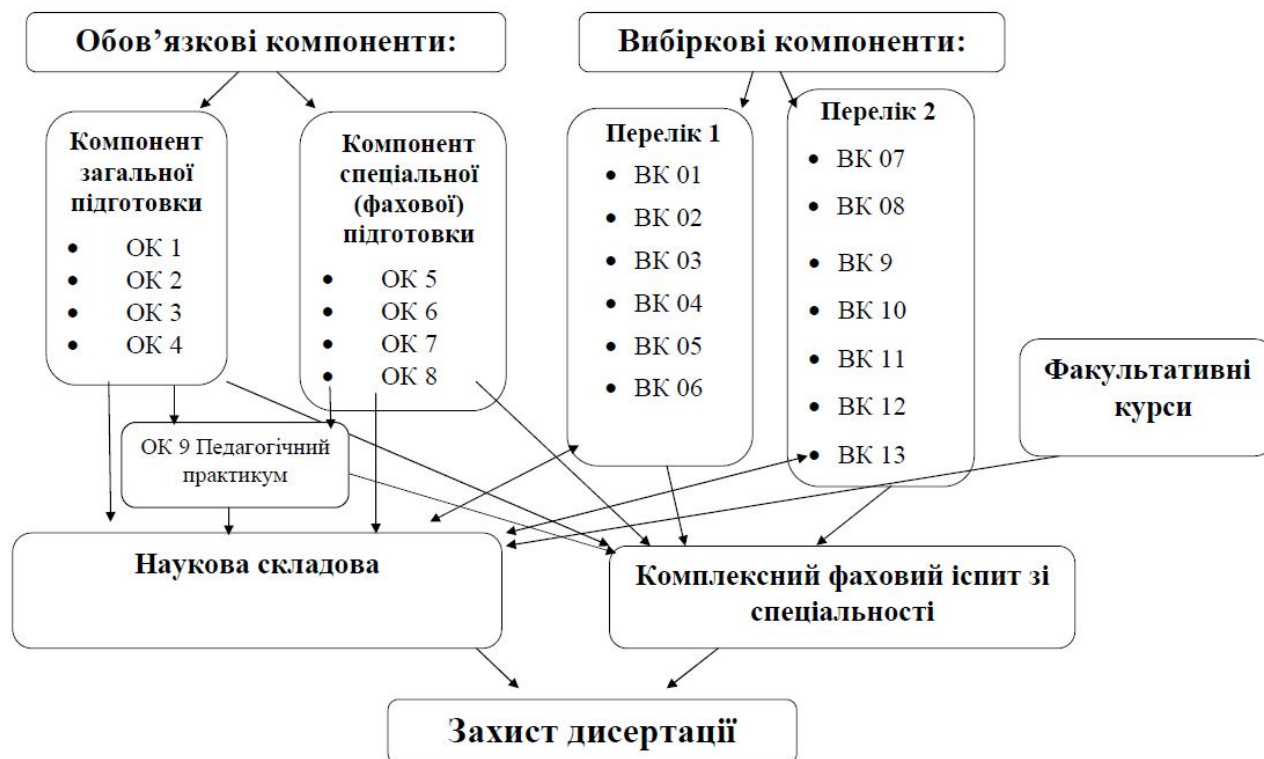 Обов’язкові компоненти:
Вибіркові компоненти:
Компонент
загальної
підготовки
• ОК 1
• ОК 2
• ОК 3
• ОК 4
Компонент
спеціальної
(фахової)
підготовки
• ОК 5
• ОК 6
• ОК 7
• ОК 8
Перелік 1
• ВК 01
• ВК 02
• ВК 03
• ВК 04
• ВК 05
• ВК 06
Перелік 2
• ВК 07
• ВК 08
• ВК 9
• ВК 10
• ВК 11
• ВК 12
• ВК 13
Факультативні
курси
ОК 9 Педагогічний
практикум
Наукова складова
Комплексний фаховий іспит зі
спеціальності
Захист дисертації